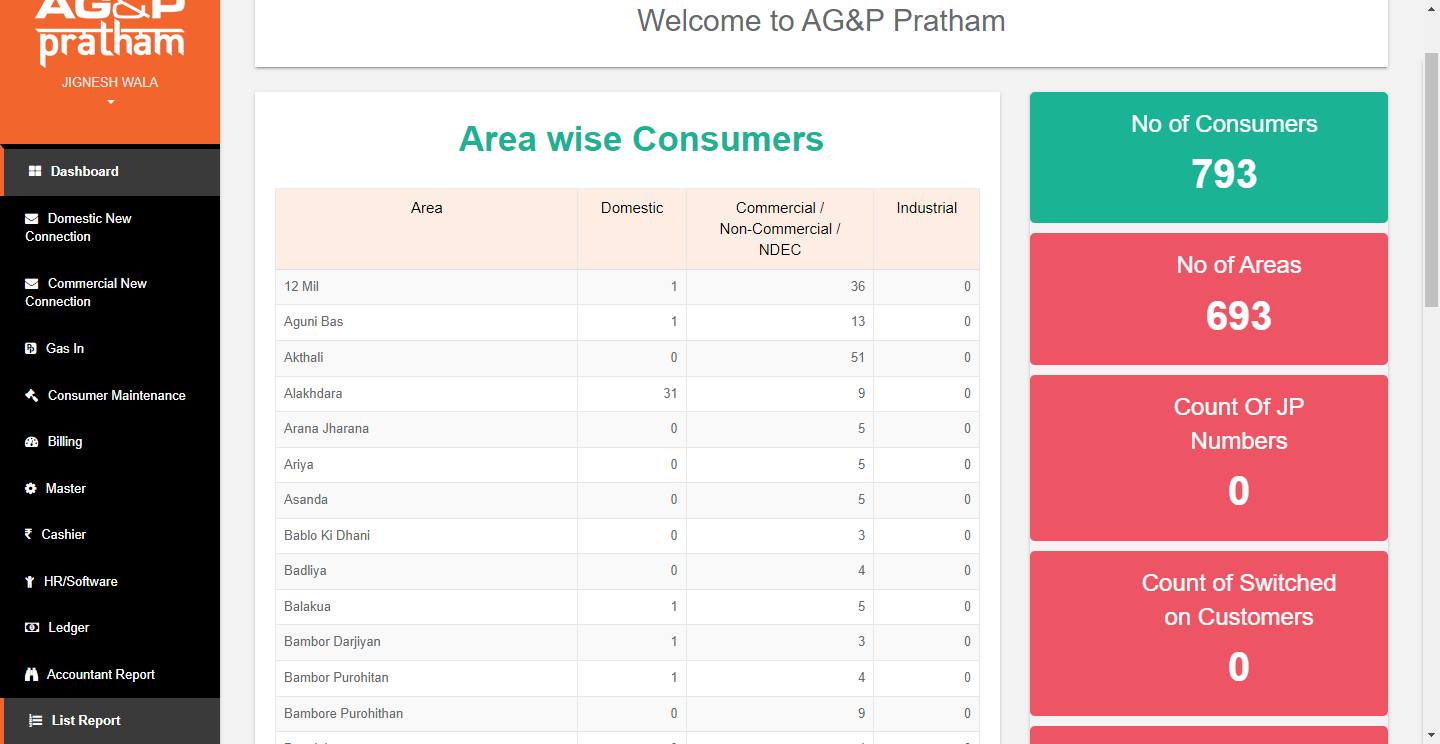 AG&P
pratham
JIGNESH WALA
Dashboard
Domestic New
Connection
Commercial New
Connection
Gas In
Consumer Maintenance
Billing
Master
₹ Cashier
HR/Software
Ledger
Accountant Report
List Report
Welcome to AG&P Pratham
Area wise Consumers
Area Domestic Commercial / Industrial
Non-Commercial /
NDEC
12 Mil 1 36 0
Aguni Bas 1 13 0
Akthali 0 51 0
Alakhdara 31 9 0
Arana Jharana 0 5 0
Ariya 0 5 0
Asanda 0 5 0
Bablo Ki Dhani 0 3 0
Badliya 0 4 0
Balakua 1 5 0
Bambor Darjiyan 1 3 0
Bambor Purohitan 1 4 0
Bambore Purohithan 0 9 0
No of Consumers
793
No of Areas
693
Count Of JP
Numbers
0
Count of Switched
on Customers
0